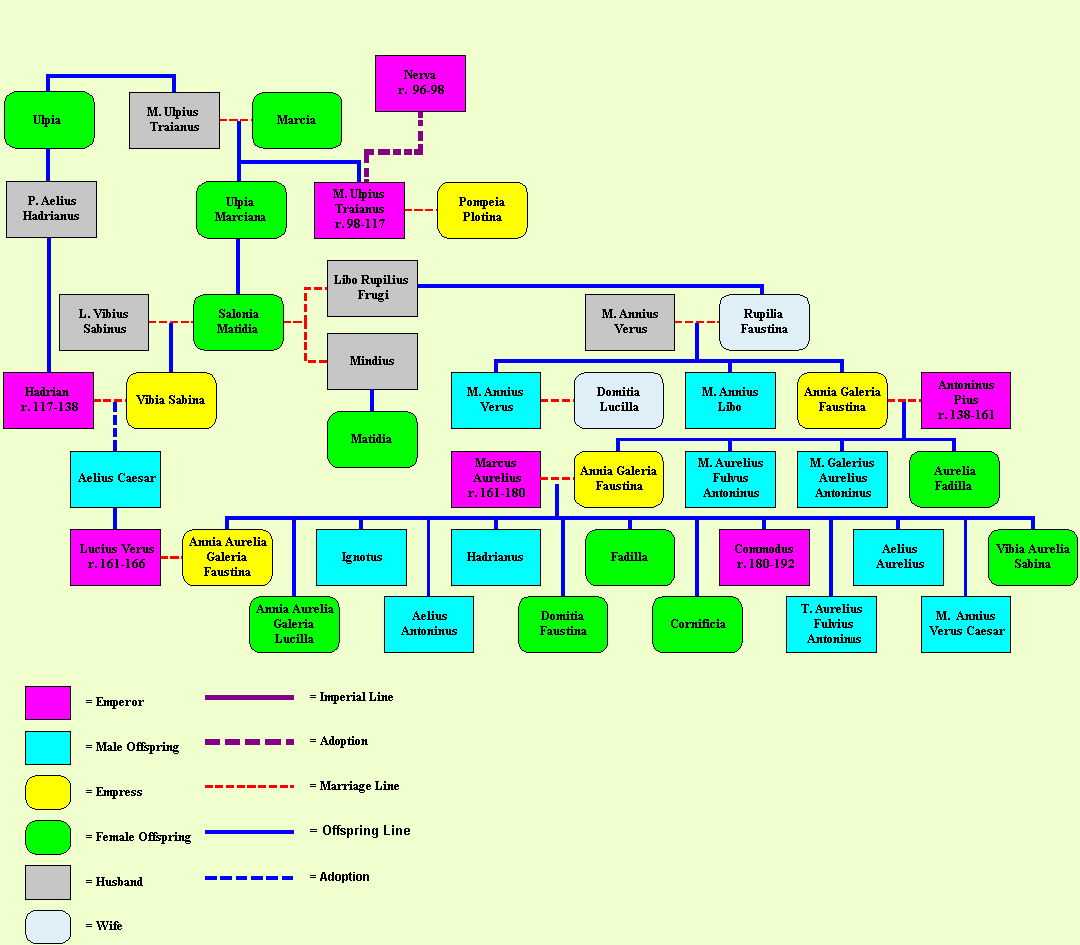 Nerva
r. 96-98
Ulpia
M. Ulpius
Traianus
Marcia
P. Aelius
Hadrianus
Ulpia
Marciana
M. Ulpius
Traianus
r. 98-117
Pompeia
Plotina
Libo Rupilius
Frugi
L. Vibius
Sabinus
Salonia
Matidia
M. Annius
Verus
Rupilia
Faustina
Mindius
Hadrian
r. 117-138
Vibia Sabina
M. Annius
Verus
Domitia
Lucilla
M. Annius
Libo
Annia Galeria
Faustina
Antoninus
Pius
r. 138-161
Matidia
Aelius Caesar
Marcus
Aurelius
r. 161-180
Annia Galeria
Faustina
M. Aurelius
Fulvus
Antoninus
M. Galerius
Aurelius
Antoninus
Aurelia
Fadilla
Lucius Verus
r. 161-166
Annia Aurelia
Galeria
Faustina
Ignotus
Hadrianus
Fadilla
Commodus
r. 180-192
Aelius
Aurelius
Vibia Aurelia
Sabina
Annia Aurelia
Galeria
Lucilla
Aelius
Antoninus
Domitia
Faustina
Cornificia
T. Aurelius
Fulvius
Antoninus
M. Annius
Verus Caesar
= Emperor
= Imperial Line
= Male Offspring
= Adoption
= Empress
= Marriage Line
= Female Offspring
= Offspring Line
= Husband
= Adoption
= Wife